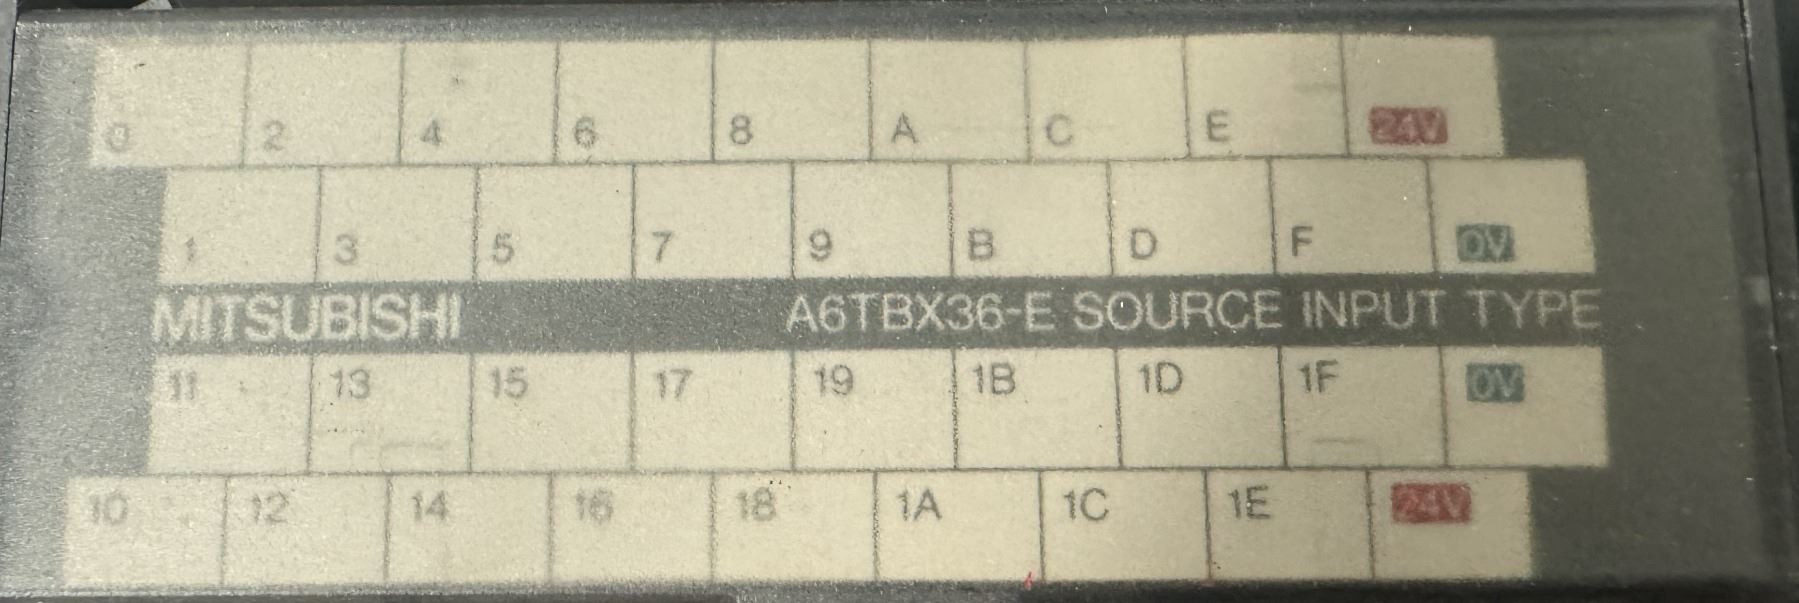 0 2 4 6 8 A C E 24V
1 3 5 7 9 B D F 0V
MITSUBISHI A6TBX36-E SOURCE INPUT TYPE
11 13 15 17 19 1B 1D 1F 0V
10 12 14 16 18 1A 1C 1E 24V